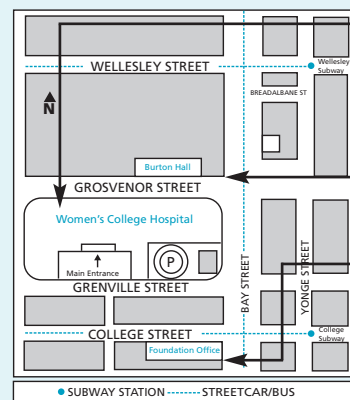 WELLESLEY STREET
Wellesley
Subway
BREADALBANE ST
N
Burton Hall
GROSVENOR STREET
Women's College Hospital
P
Main Entrance
GRENVILLE STREET
BAY STREET
YONGE STREET
COLLEGE STREET
College
Subway
Foundation Office
SUBWAY STATION
STREETCAR/BUS